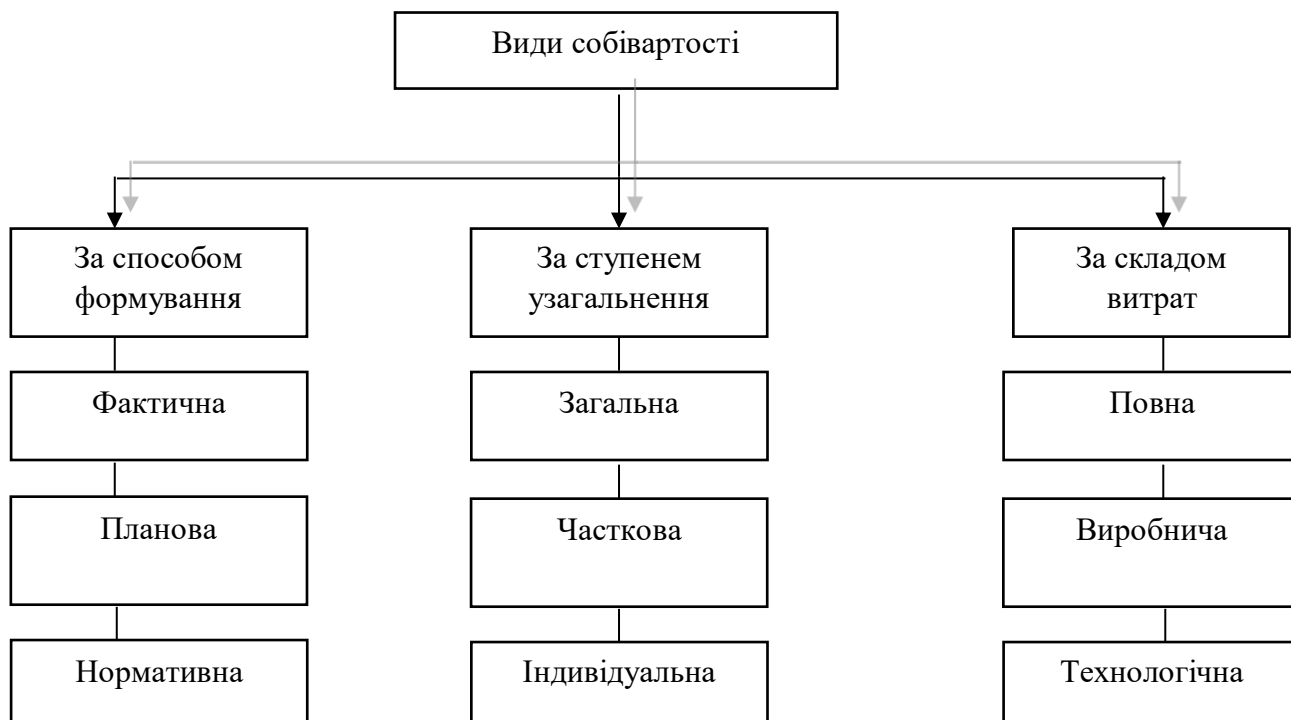 Види собівартості
За способом
формування
За ступенем
узагальнення
За складом
витрат
Фактична
Загальна
Повна
Планова
Часткова
Виробнича
Нормативна
Індивідуальна
Технологічна